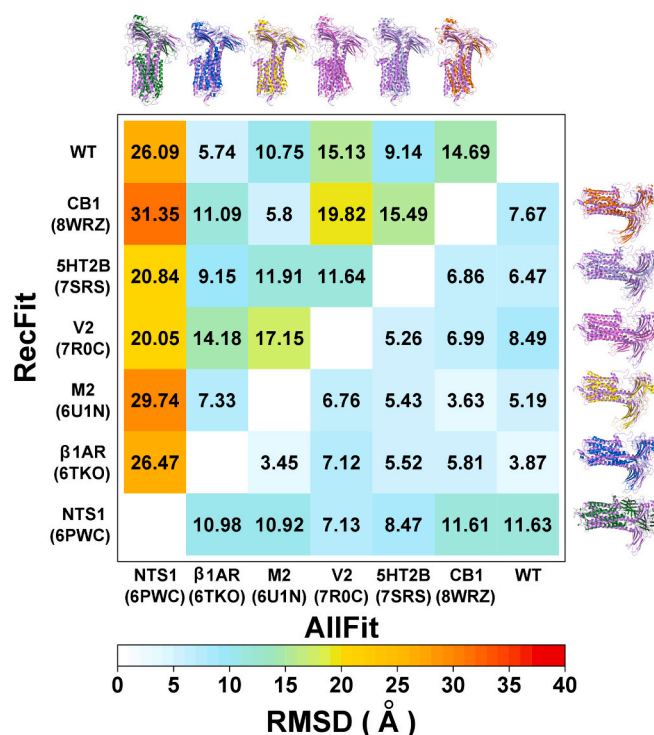 WT 26.09 5.74 10.75 15.13 9.14 14.69
CB1
(8WRZ) 31.35 11.09 5.8 19.82 15.49 7.67
5HT2B
(7SRS) 20.84 9.15 11.91 11.64 6.86 6.47
V2
(7R0C) 20.05 14.18 17.15 5.26 6.99 8.49
M2
(6U1N) 29.74 7.33 6.76 5.43 3.63 5.19
β1AR
(6TKO) 26.47 3.45 7.12 5.52 5.81 3.87
NTS1
(6PWC) 10.98 10.92 7.13 8.47 11.61 11.63
RecFit
NTS1 β1AR M2 V2 5HT2B CB1 WT
(6PWC) (6TKO) (6U1N) (7R0C) (7SRS) (8WRZ)
AllFit
0 5 10 15 20 25 30 35 40
RMSD ( Å )